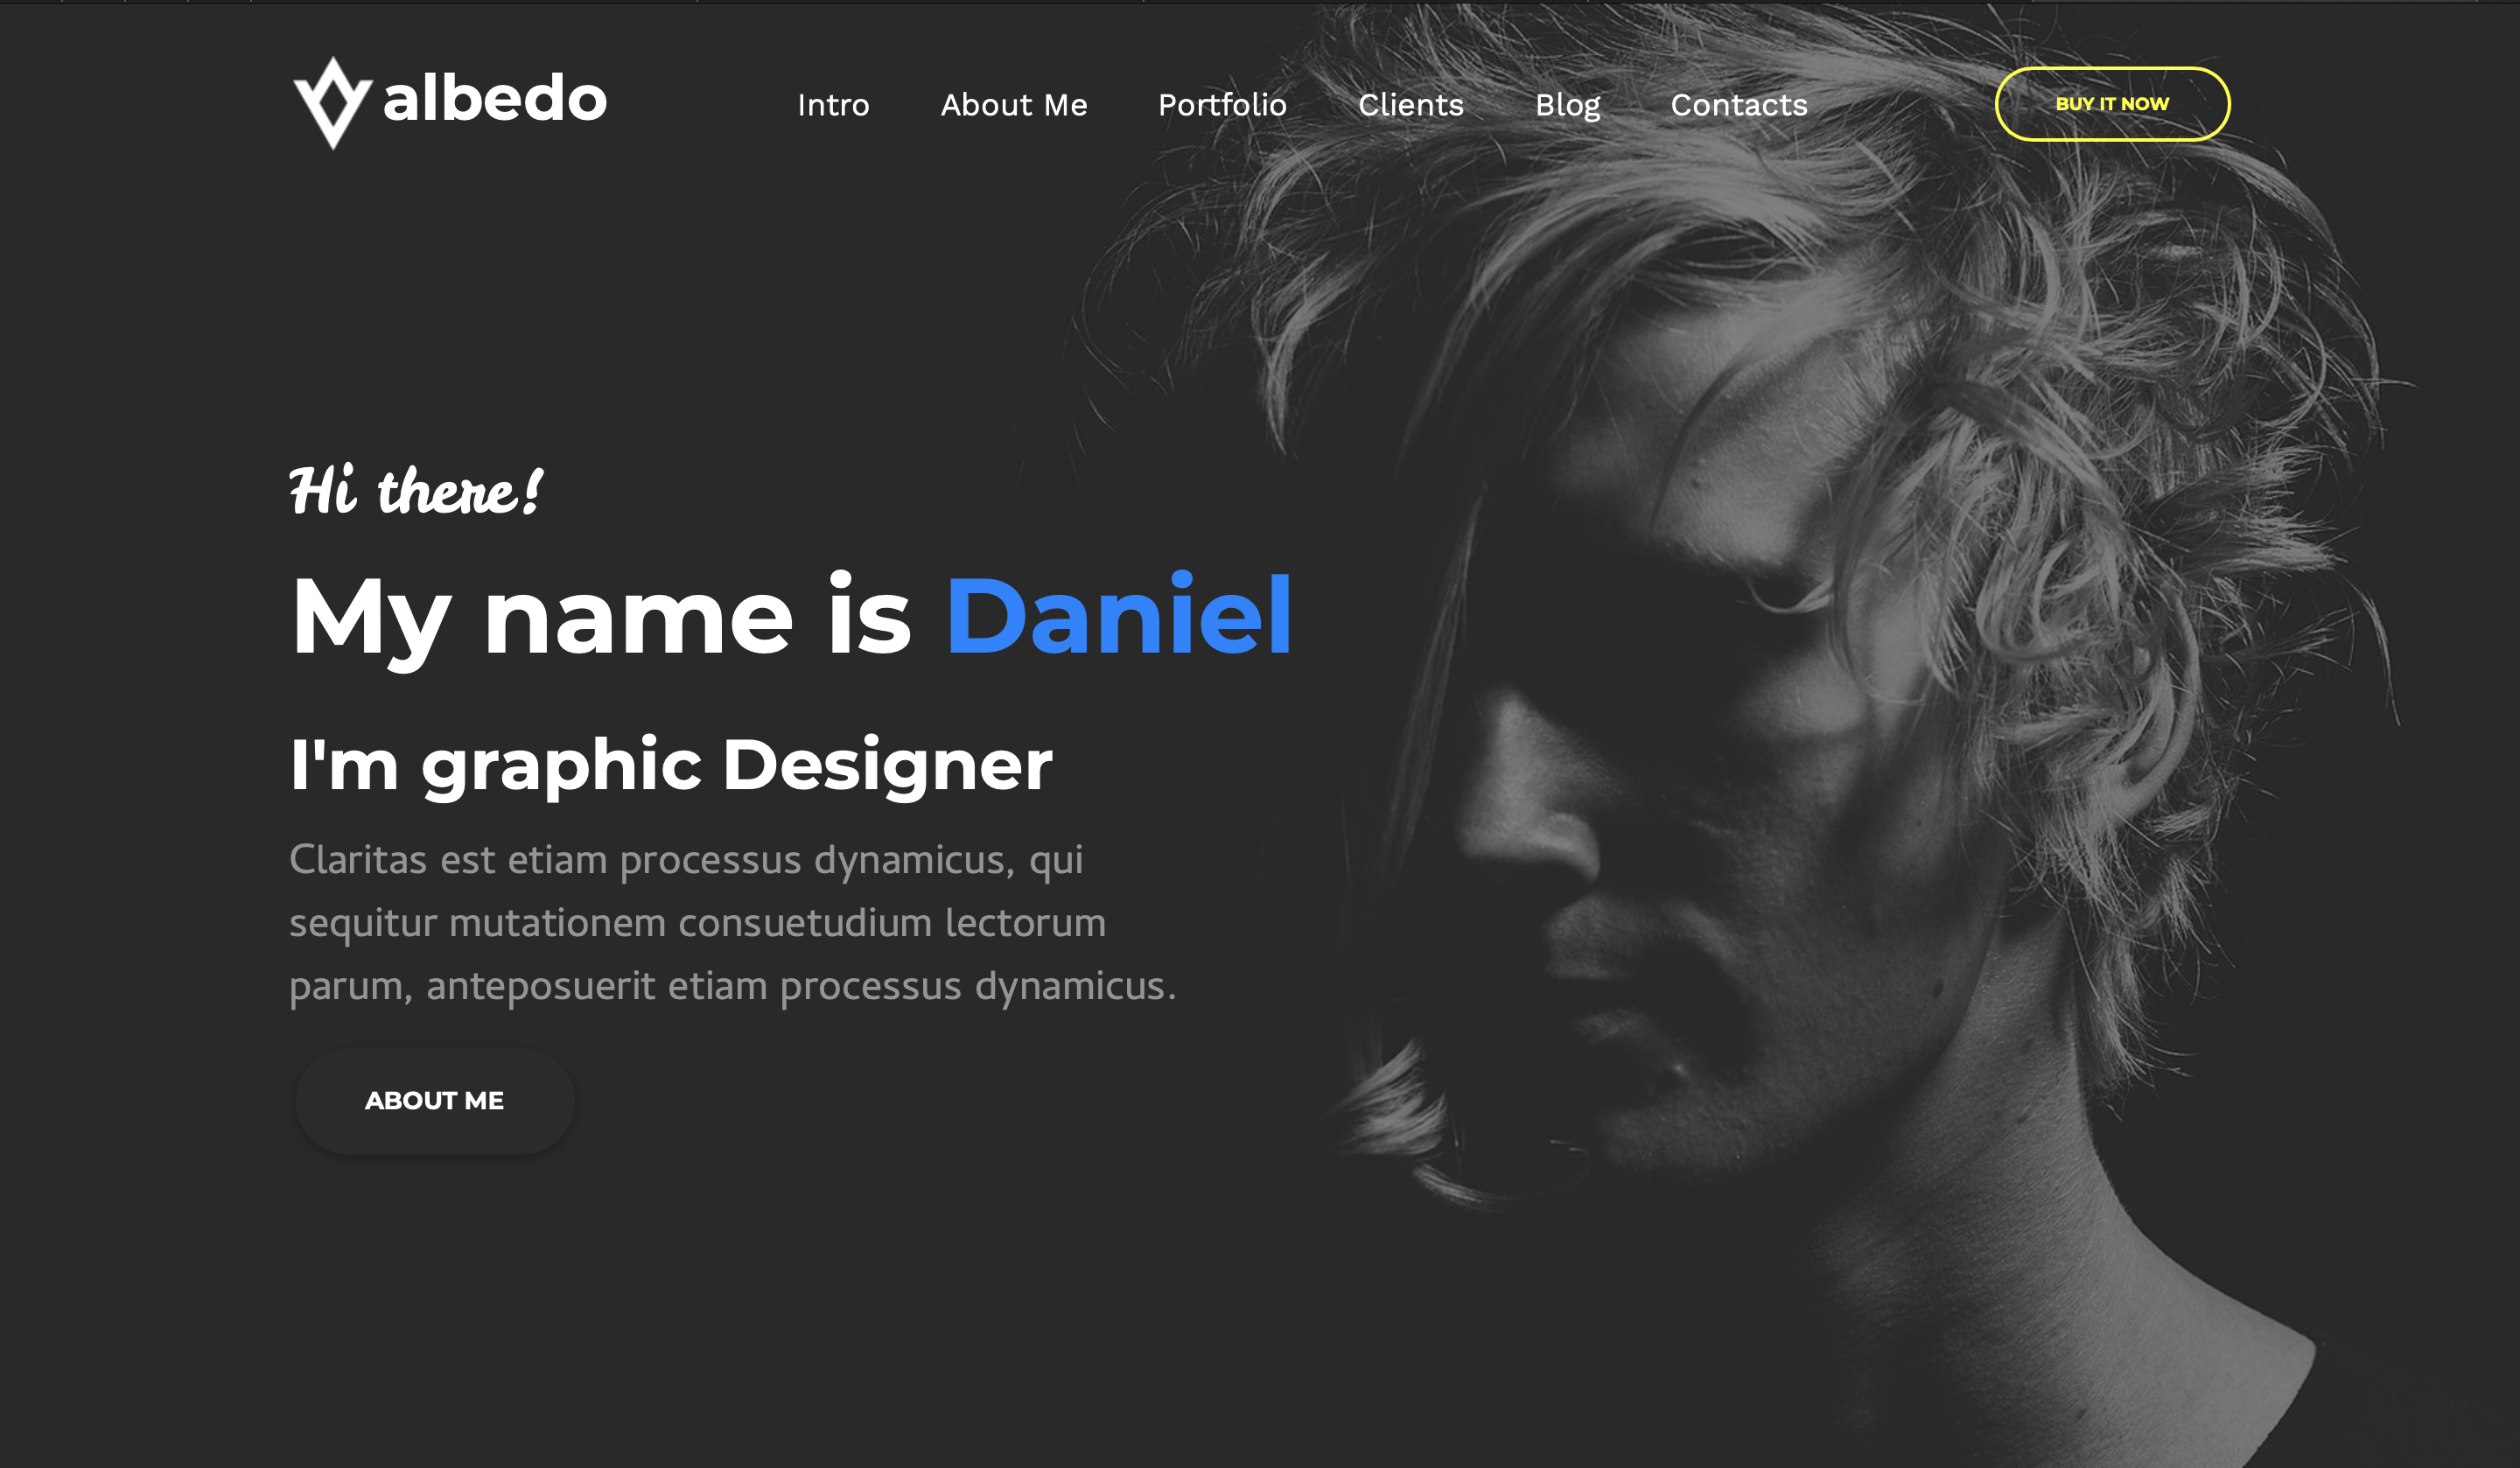 albedo
Intro About Me Portfolio Clients Blog Contacts
BUY IT NOW
Hi there!
My name is Daniel
I'm graphic Designer
Claritas est etiam processus dynamicus, qui
sequitur mutationem consuetudium lectorum
parum, anteposuerit etiam processus dynamicus.
ABOUT ME